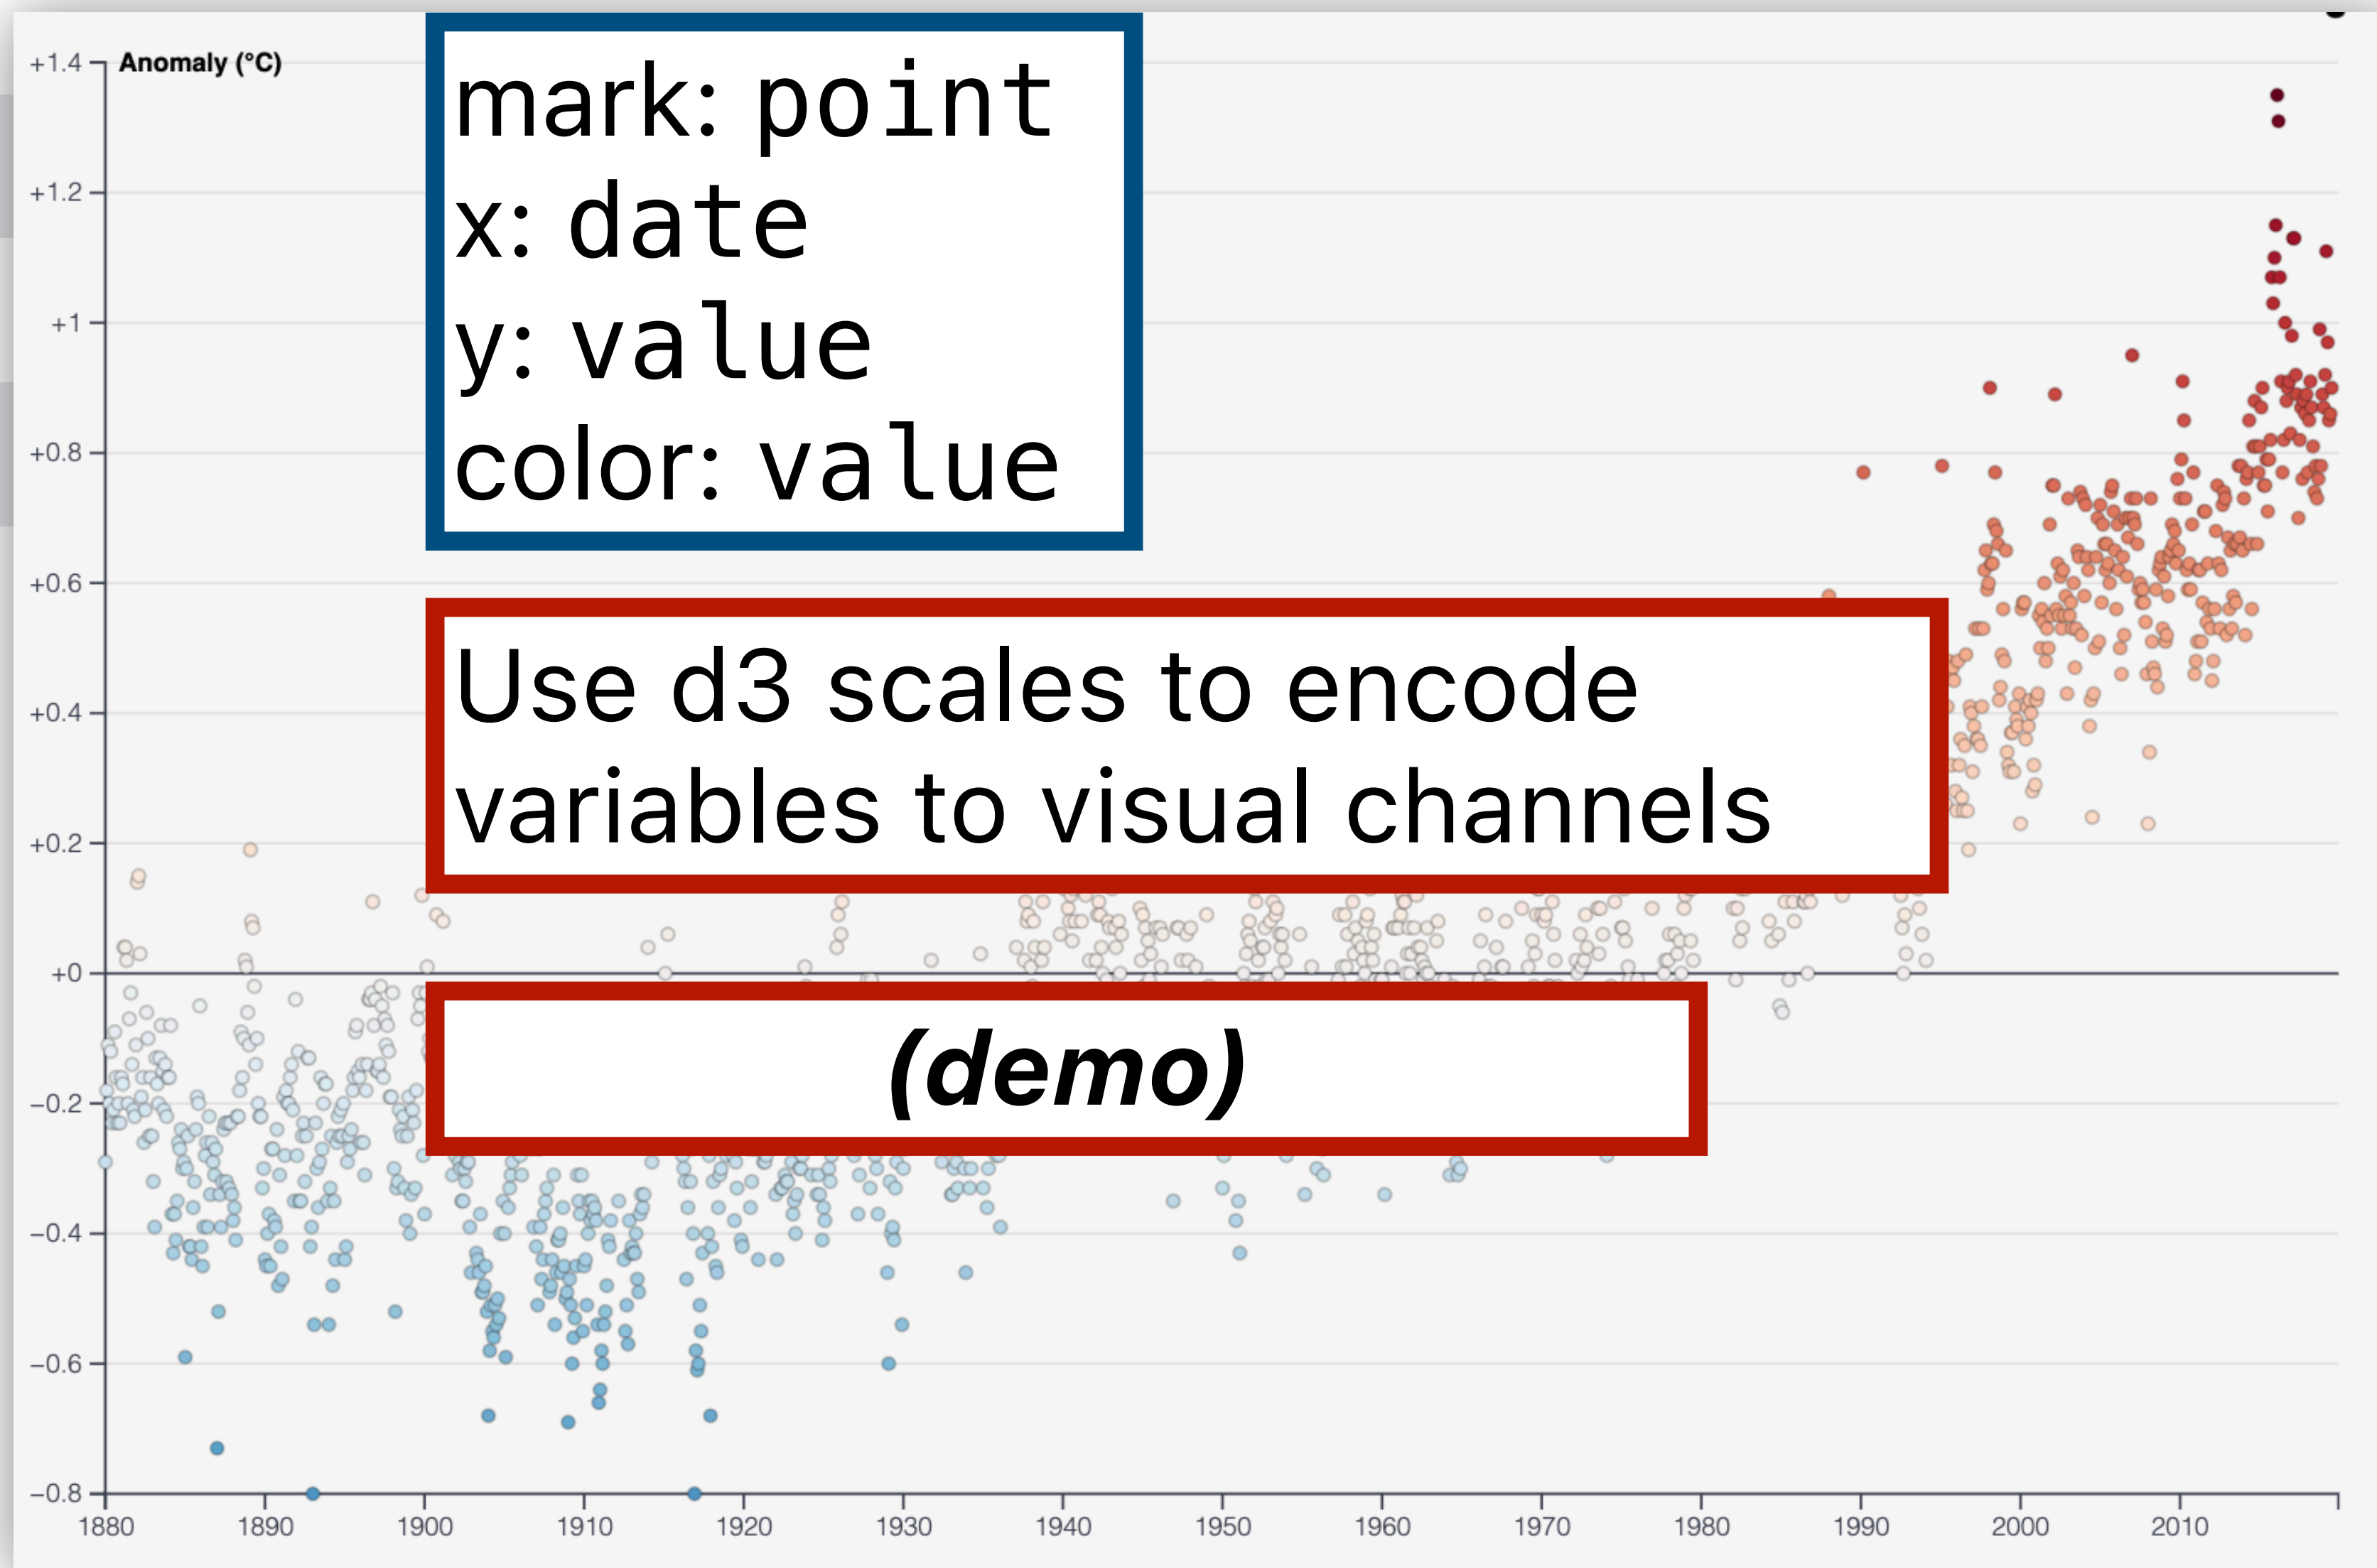 Anomaly (°C)
+1.4
+1.2
+1
+0.8
+0.6
+0.4
+0.2
+0
−0.2
−0.4
−0.6
−0.8
mark: point
x: date
y: value
color: value
Use d3 scales to encode
variables to visual channels
(demo)
1880 1890 1900 1910 1920 1930 1940 1950 1960 1970 1980 1990 2000 2010